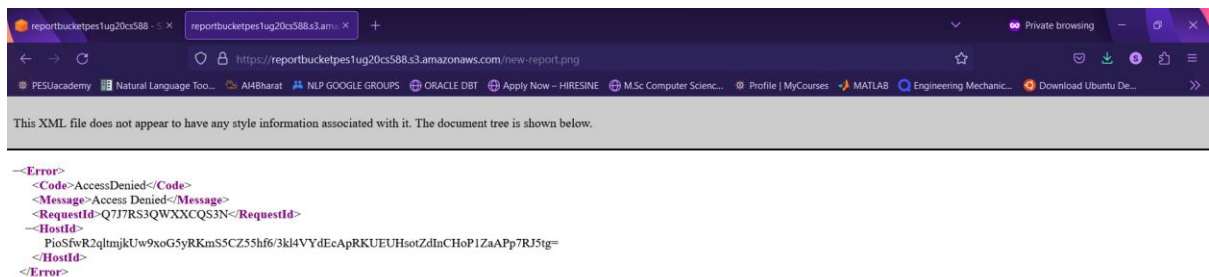 reportbucketpes1ug20cs588 - S
reportbucketpes1ug20cs588.s3.ama
Private browsing
https://reportbucketpes1ug20cs588.s3.amazonaws.com/new-report.png
PESUacademy Natural Language Too... AI4Bharat NLP GOOGLE GROUPS ORACLE DBT Apply Now – HIRESINE M.Sc Computer Scienc... Profile | MyCourses MATLAB Engineering Mechanic... Download Ubuntu De...
This XML file does not appear to have any style information associated with it. The document tree is shown below.
−<Error>
<Code>AccessDenied</Code>
<Message>Access Denied</Message>
<RequestId>Q7J7RS3QWXXCQS3N</RequestId>
−<HostId>
PioSfwR2qltmjkUw9xoG5yRKmS5CZ55hf6/3kl4VYdEcApRKUEUHsotZdInCHoP1ZaAPp7RJ5tg=
</HostId>
</Error>